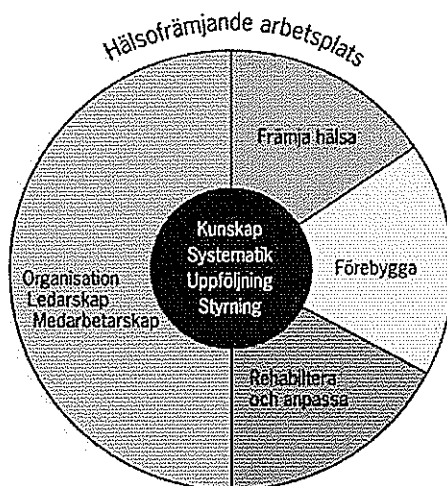 Hälsofrämjande arbetsplats
Främja hälsa
Kunskap
Systematik
Uppföljning
Styrning
Förebygga
Organisation
Ledarskap
Medarbetarskap
Rehabilitera
och anpassa